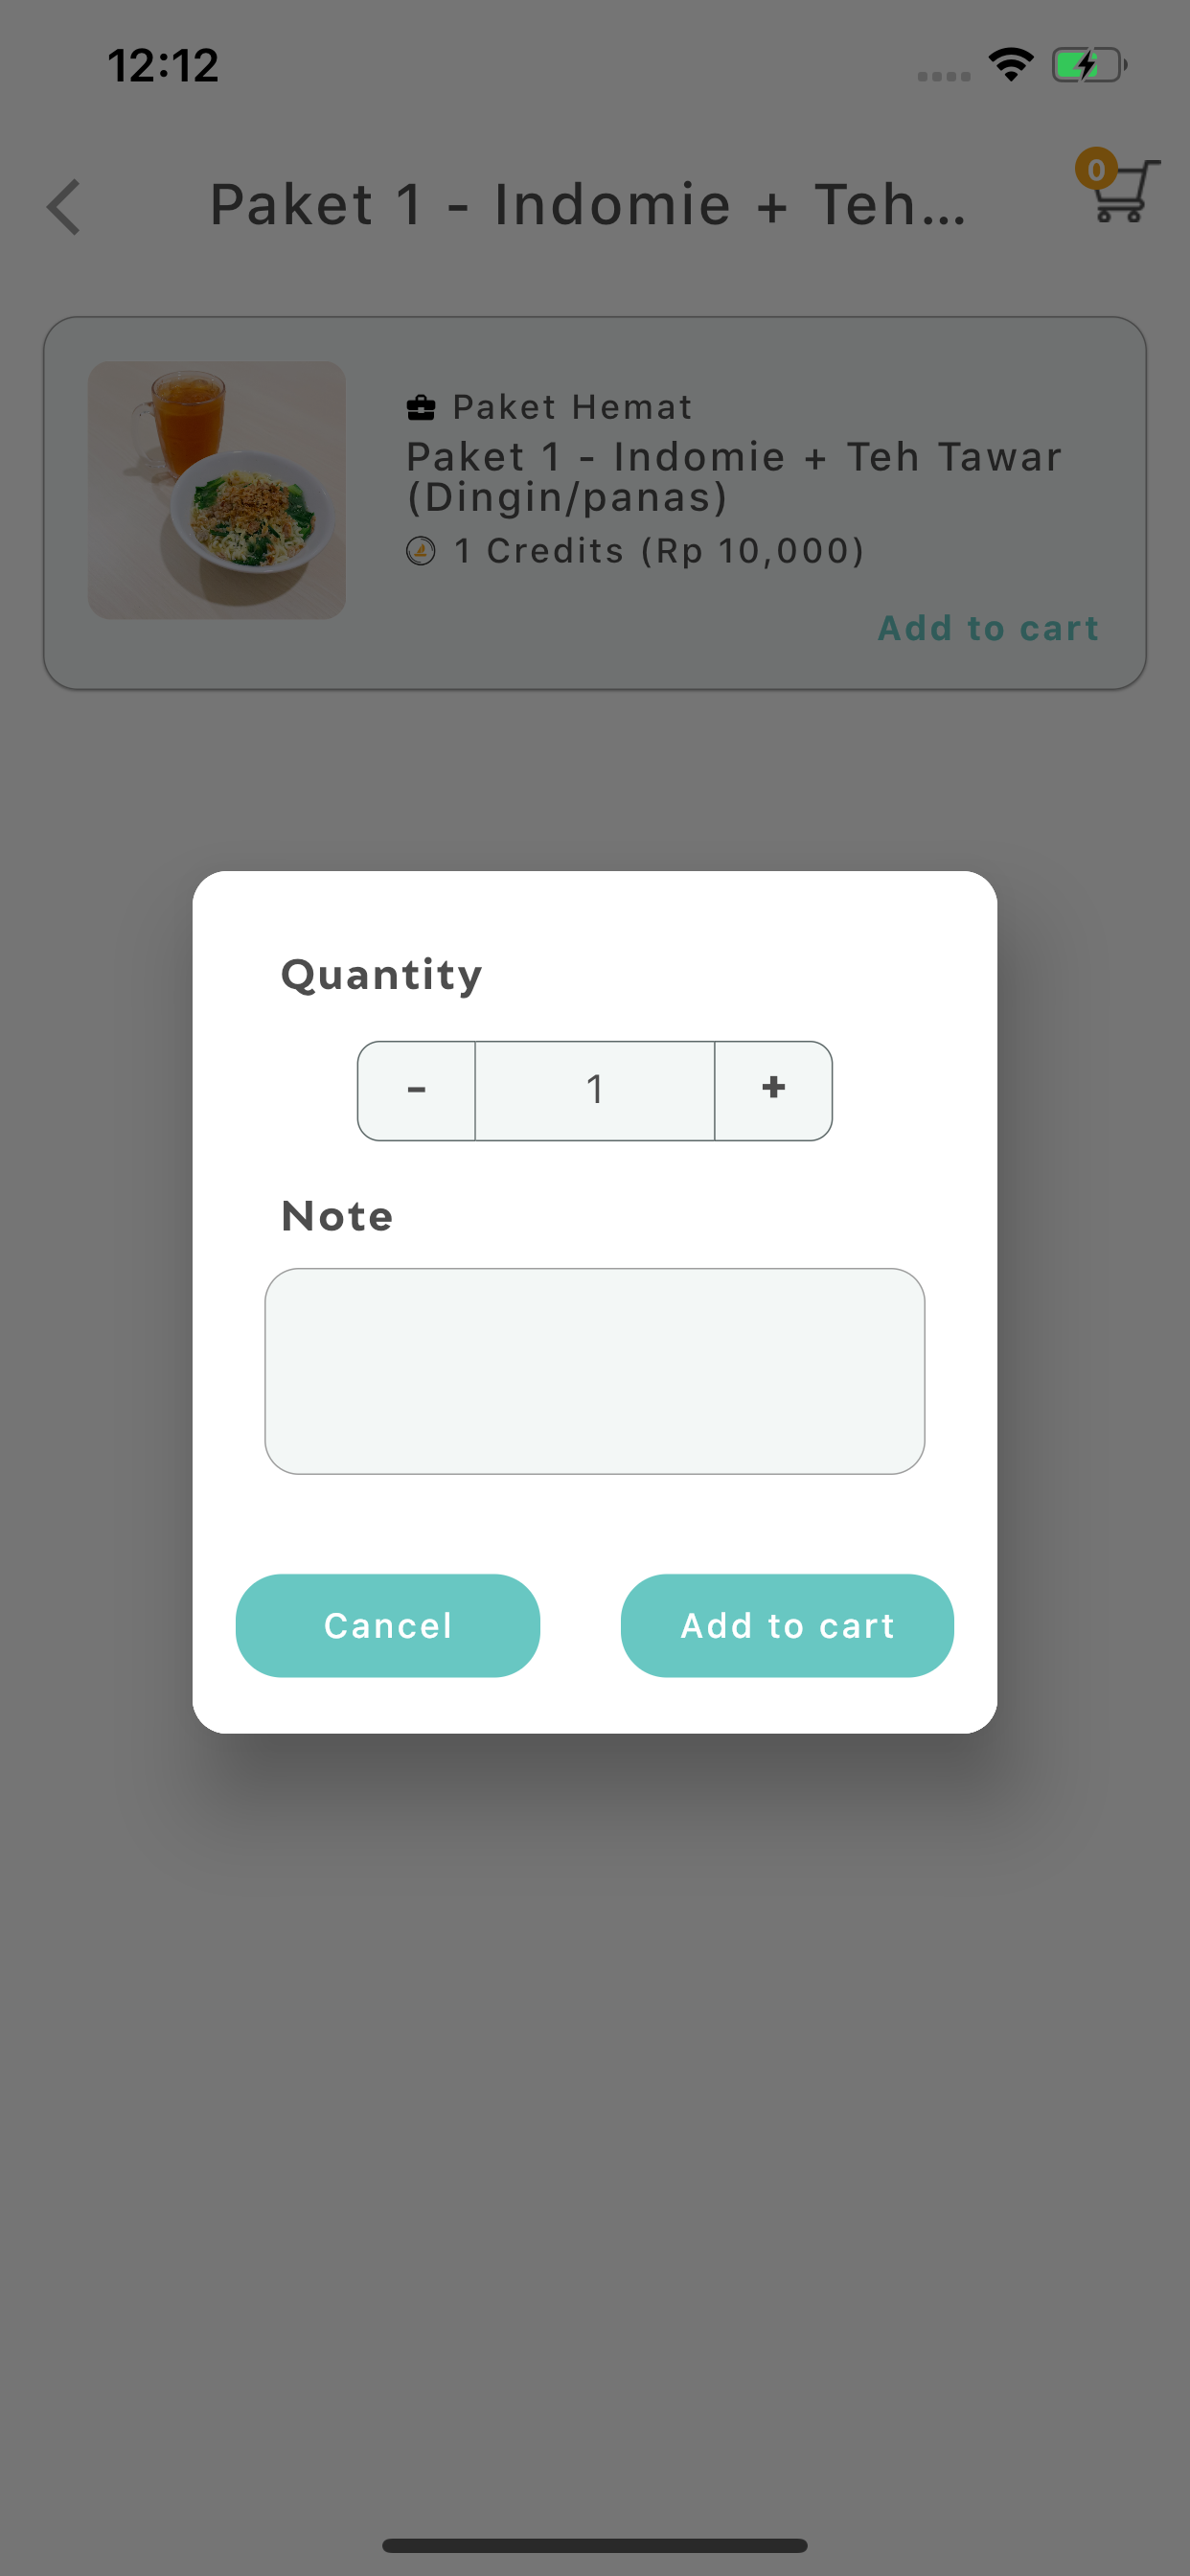 12:12
Paket 1 - Indomie + Teh...
0
Paket Hemat
Paket 1 - Indomie + Teh Tawar
(Dingin/panas)
1 Credits (Rp 10,000)
Add to cart
Quantity
- 1 +
Note
Cancel
Add to cart